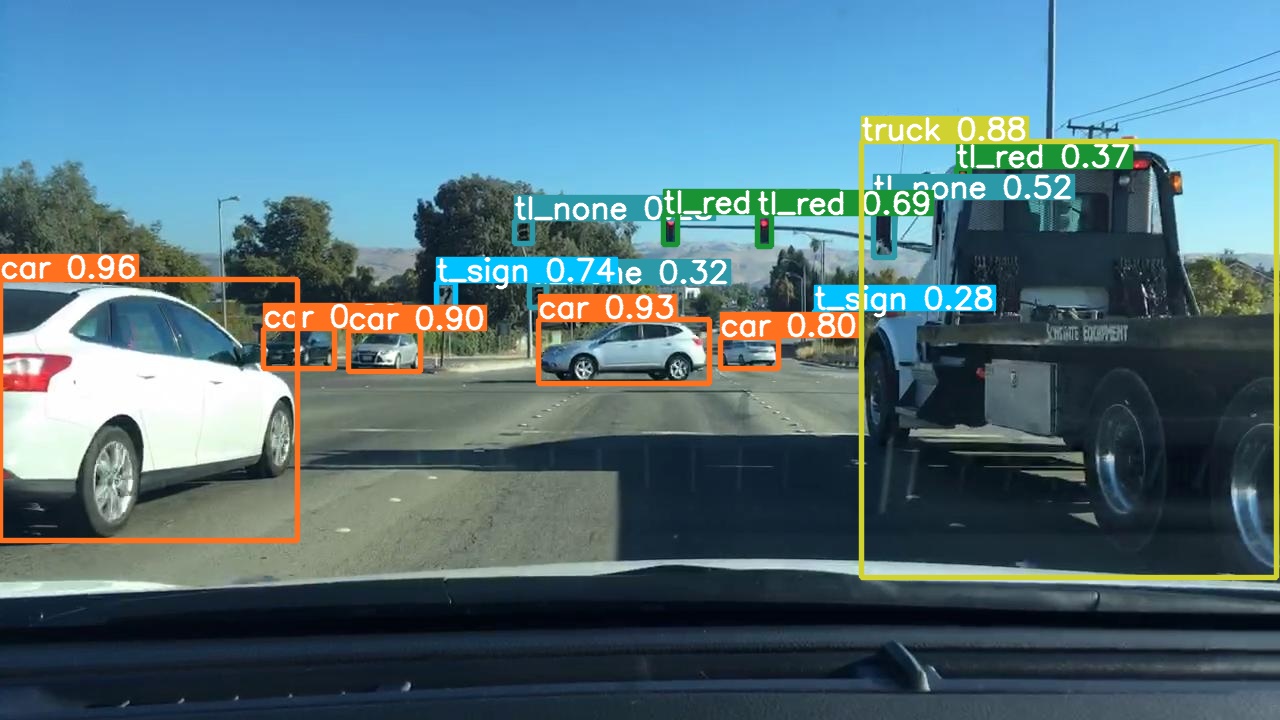 truck 0.88
tl_red 0.37
tl_none 0.52
tl_none
tl_red
tl_red 0.69
car 0.96
t_sign 0.74
0.32
t_sign 0.28
car
car 0.90
car 0.93
car 0.80
EQUIPMENT